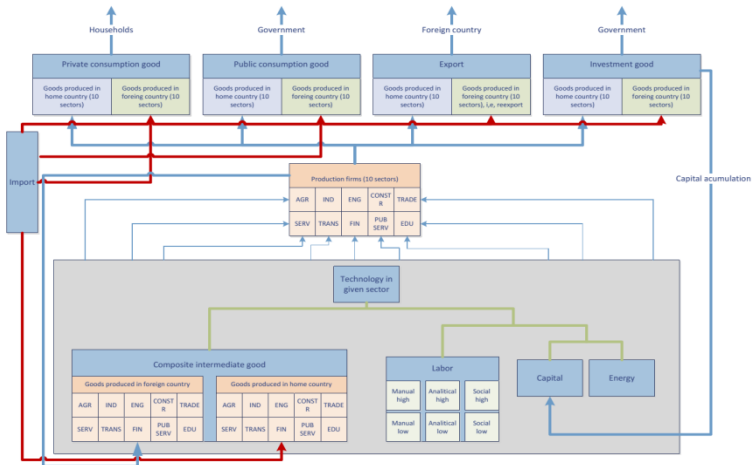 Households
Government
Foreign country
Government
Private consumption good
Public consumption good
Export
Investment good
Goods produced in
home country (10
sectors)
Goods produced in
foreing country (10
sectors)
Goods produced in
home country (10
sectors)
Goods produced in
foreing country (10
sectors)
Goods produced in
home country (10
sectors)
Goods produced in
foreing country (10
sectors), i,e, reexport
Goods produced in
home country (10
sectors)
Goods produced in
foreing country (10
sectors)
Import
Capital acumulation
Production firms (10 sectors)
AGR
IND
ENG
CONST
R
TRADE
SERV
TRANS
FIN
PUB
SERV
EDU
Technology in
given sector
Composite intermediate good
Goods produced in foreign country
Goods produced in home country
AGR
IND
ENG
CONST
R
TRADE
SERV
TRANS
FIN
PUB
SERV
EDU
AGR
IND
ENG
CONST
R
TRADE
SERV
TRANS
FIN
PUB
SERV
EDU
Labor
Manual
high
Analitical
high
Social
high
Manual
low
Analitical
low
Social
low
Capital
Energy